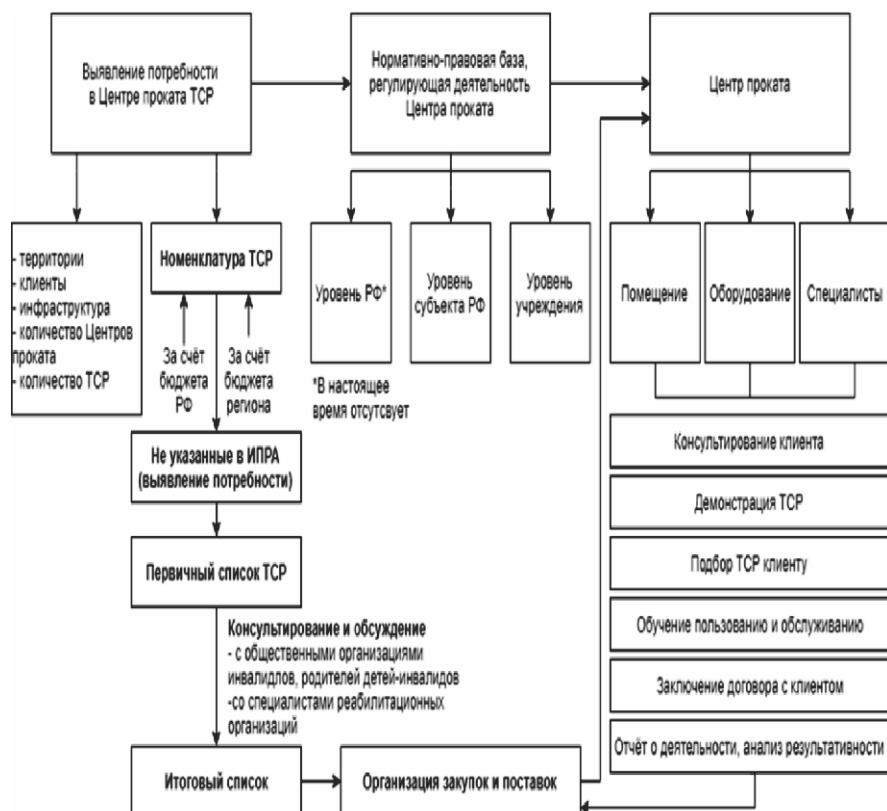 Выявление потребности
в Центре проката ТСР
Нормативно-правовая база,
регулирующая деятельность
Центра проката
Центр проката
- территории
- клиенты
- инфраструктура
- количество Центров
проката
- количество ТСР
Номенклатура ТСР
За счёт
бюджета
РФ
За счёт
бюджета
региона
Уровень РФ*
Уровень
субъекта РФ
Уровень
учреждения
*В настоящее
время отсутсвует
Помещение
Оборудование
Специалисты
Не указанные в ИПРА
(выявление потребности)
Первичный список ТСР
Консультирование и обсуждение
- с общественными организациями
инвалидлов, родителей детей-инвалидов
-со специалистами реабилитационных
организаций
Итоговый список
Организация закупок и поставок
Консультирование клиента
Демонстрация ТСР
Подбор ТСР клиенту
Обучение пользованию и обслуживанию
Заключение договора с клиентом
Отчёт о деятельности, анализ результативности